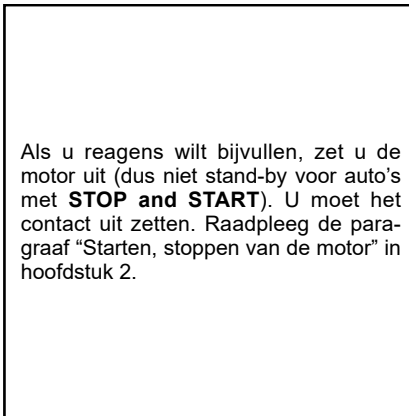 Als u reagens wilt bijvullen, zet u de
motor uit (dus niet stand-by voor auto’s
met STOP and START). U moet het
contact uit zetten. Raadpleeg de para-
graaf “Starten, stoppen van de motor” in
hoofdstuk 2.